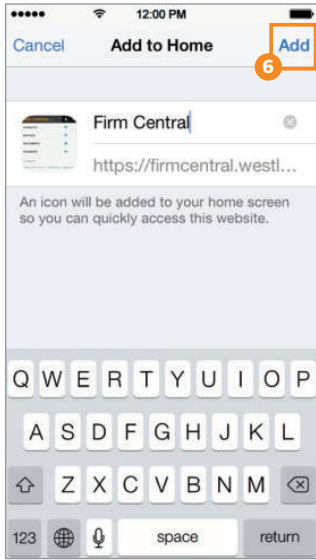 12:00 PM
Cancel Add to Home Add
6
Firm Central
https://firmcentral.westl...
An icon will be added to your home screen
so you can quickly access this website.
Q W E R T Y U I O P
A S D F G H J K L
Z X C V B N M
123 space return